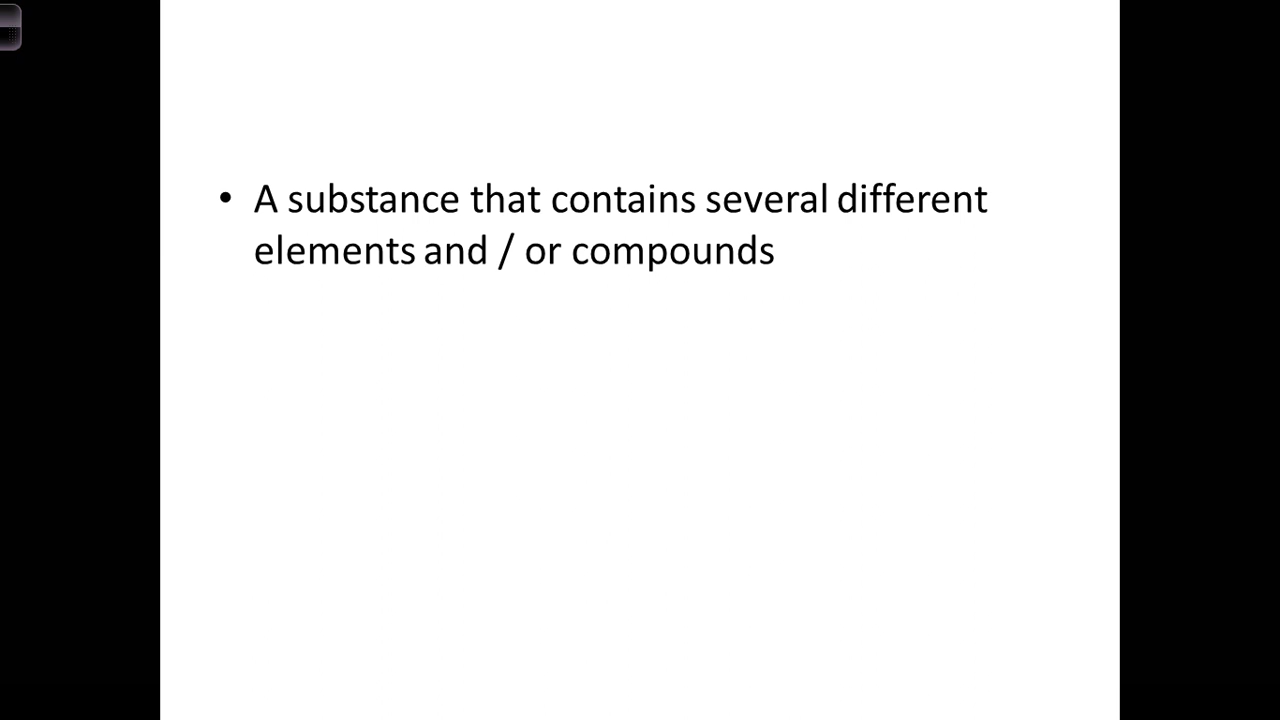 • A substance that contains several different
elements and / or compounds